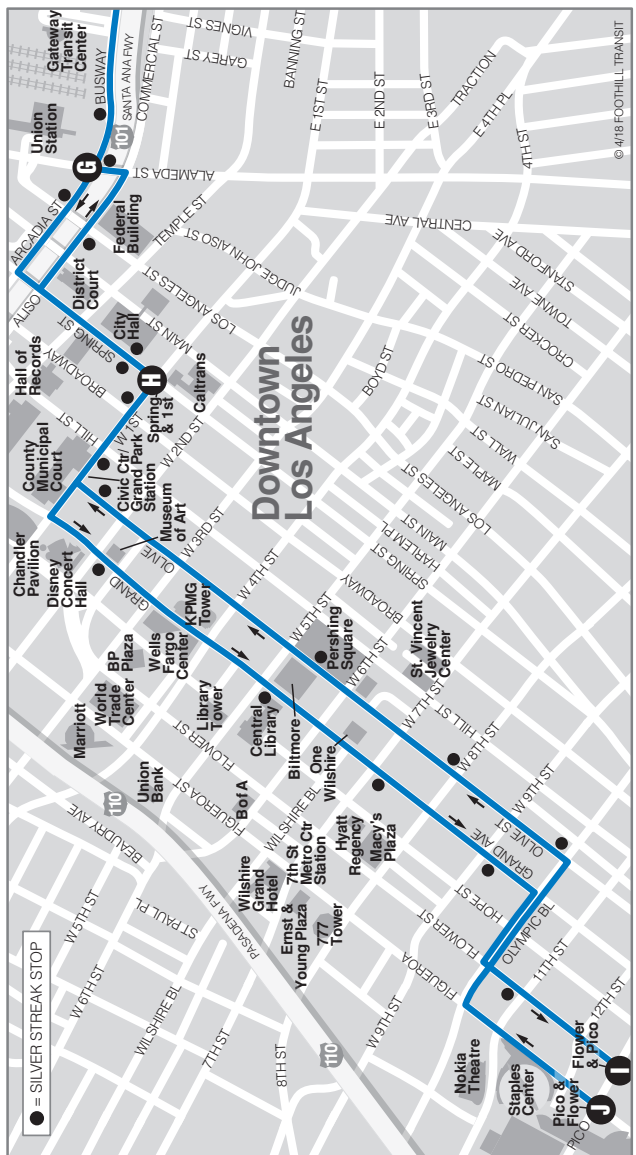 ● = SILVER STREAK STOP
Downtown
Los Angeles
Gateway
Transit
Center
Union
Station
BUSWAY
SANTA ANA FWY
101
COMMERCIAL ST
VIGNES ST
GAREY ST
BANNING ST
E 1ST ST
E 2ND ST
E 3RD ST
TRACTION
E 4TH PL
4TH ST
© 4/18 FOOTHILL TRANSIT
G
ALAMEDA ST
ARCADIA ST
Federal
Building
TEMPLE ST
CENTRAL AVE
STANFORD AVE
TOWNE AVE
CROCKER ST
SAN PEDRO ST
SAN JULIAN ST
WALL ST
MAPLE ST
LOS ANGELES ST
MAIN ST
HARLEM PL
SPRING ST
BROADWAY
ALISO
District
Court
JUDGE JOHN AISO ST
LOS ANGELES ST
MAIN ST
City
Hall
SPRING ST
BROADWAY
Hall of
Records
H
Spring
& 1st
Caltrans
BOYD ST
HILL ST
W 1ST
W 2ND ST
County
Municipal
Court
Civic Ctr/
Grand Park
Station
Museum
of Art
Chandler
Pavilion
Disney
Concert
Hall
OLIVE
W 3RD ST
GRAND
KPMG
Tower
W 4TH ST
Wells
Fargo
Center
BP
Plaza
World
Trade
Center
Marriott
W 5TH ST
Pershing
Square
W 6TH ST
St. Vincent
Jewelry
Center
Library
Tower
Central
Library
Biltmore
One
Wilshire
FLOWER ST
Union
Bank
110
B of A
FIGUEROA ST
WILSHIRE BL
W 7TH ST
HILL ST
W 8TH ST
BEAUDRY AVE
Wilshire
Grand
Hotel
7th St
Metro Ctr
Station
Hyatt
Regency
Macy's
Plaza
W 9TH ST
OLIVE ST
GRAND AVE
HOPE ST
FLOWER ST
OLYMPIC BL
W 5TH ST
ST PAUL PL
PASADENA FWY
Ernst &
Young Plaza
777
Tower
W 6TH ST
WILSHIRE BL
7TH ST
8TH ST
110
W 9TH ST
FIGUEROA
11TH ST
12TH ST
Nokia
Theatre
Staples
Center
Flower
& Pico
I
Pico &
Flower
J
PICO